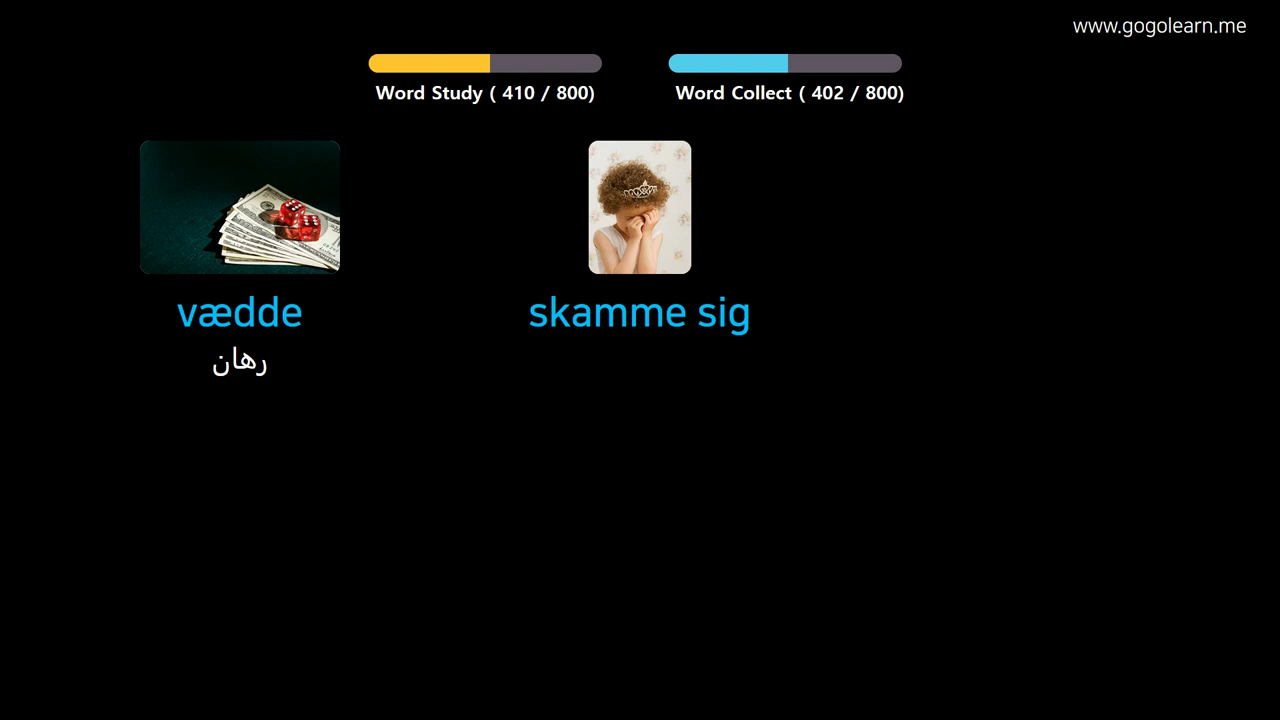 www.gogolearn.me
Word Study ( 410 / 800)
Word Collect ( 402 / 800)
vædde
skamme sig
رهان